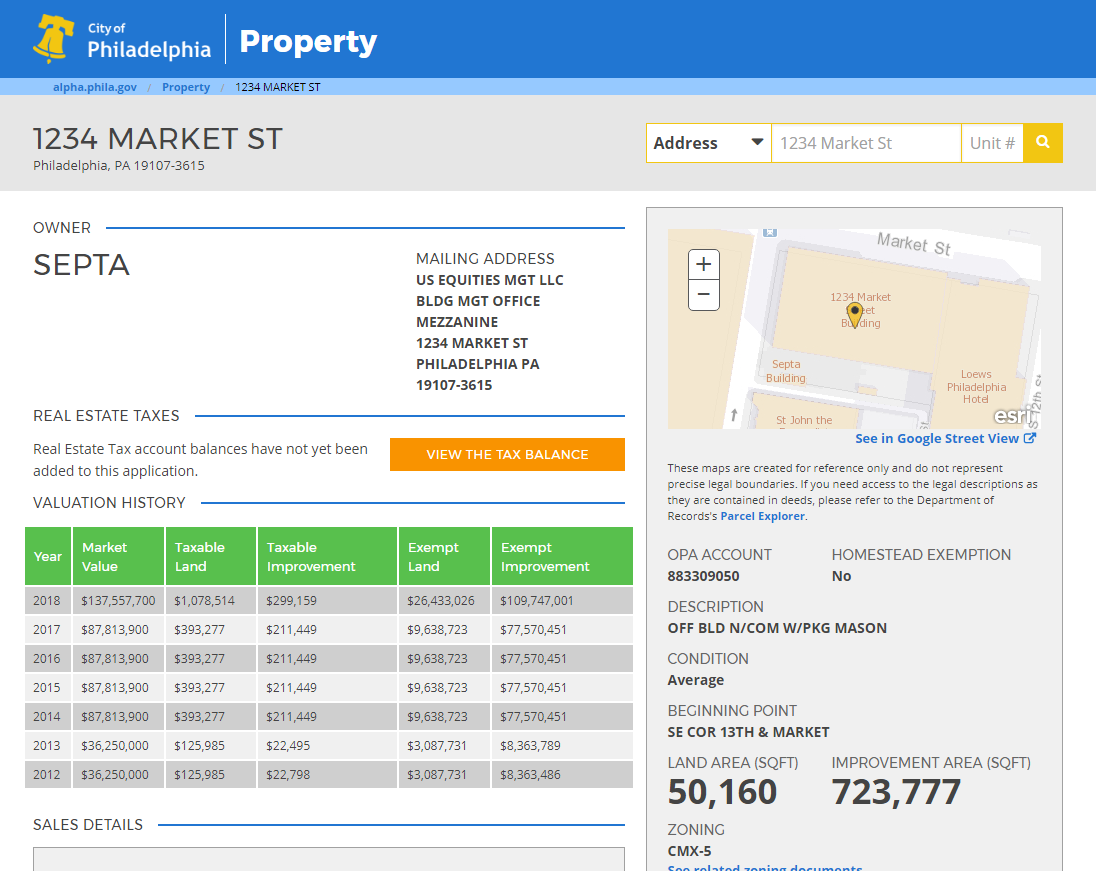 City of
Philadelphia
Property
alpha.phila.gov / Property / 1234 MARKET ST
1234 MARKET ST
Philadelphia, PA 19107-3615
Address
1234 Market St
Unit #
OWNER
SEPTA
MAILING ADDRESS
US EQUITIES MGT LLC
BLDG MGT OFFICE
MEZZANINE
1234 MARKET ST
PHILADELPHIA PA
19107-3615
REAL ESTATE TAXES
Real Estate Tax account balances have not yet been
added to this application.
VIEW THE TAX BALANCE
VALUATION HISTORY
Year Market Value Taxable Land Taxable Improvement Exempt Land Exempt Improvement
2018 $137,557,700 $1,078,514 $299,159 $26,433,026 $109,747,001
2017 $87,813,900 $393,277 $211,449 $9,638,723 $77,570,451
2016 $87,813,900 $393,277 $211,449 $9,638,723 $77,570,451
2015 $87,813,900 $393,277 $211,449 $9,638,723 $77,570,451
2014 $87,813,900 $393,277 $211,449 $9,638,723 $77,570,451
2013 $36,250,000 $125,985 $22,495 $3,087,731 $8,363,789
2012 $36,250,000 $125,985 $22,798 $3,087,731 $8,363,486
SALES DETAILS
+
−
Market St
1234 Market
Building
Septa
Building
Loews
Philadelphia
Hotel
St John the
S 12th St
esri
See in Google Street View
These maps are created for reference only and do not represent
precise legal boundaries. If you need access to the legal descriptions as
they are contained in deeds, please refer to the Department of
Records's Parcel Explorer.
OPA ACCOUNT
883309050
HOMESTEAD EXEMPTION
No
DESCRIPTION
OFF BLD N/COM W/PKG MASON
CONDITION
Average
BEGINNING POINT
SE COR 13TH & MARKET
LAND AREA (SQFT)
50,160
IMPROVEMENT AREA (SQFT)
723,777
ZONING
CMX-5
See related zoning documents